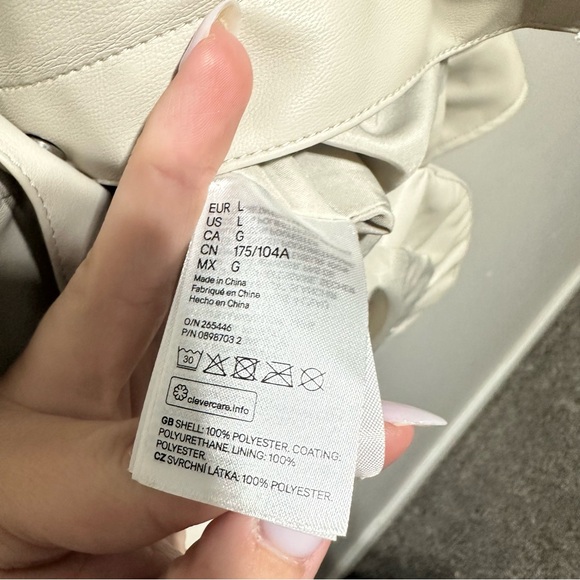 EUR L
US L
CA G
CN 175/104A
MX G
Made in China
Fabriqué en Chine
Hecho en China
O/N 265446
P/N 0898703 2
30
clevercare.info
GB SHELL: 100% POLYESTER. COATING:
POLYURETHANE. LINING: 100%
POLYESTER.
CZ SVRCHNÍ LÁTKA: 100% POLYESTER.